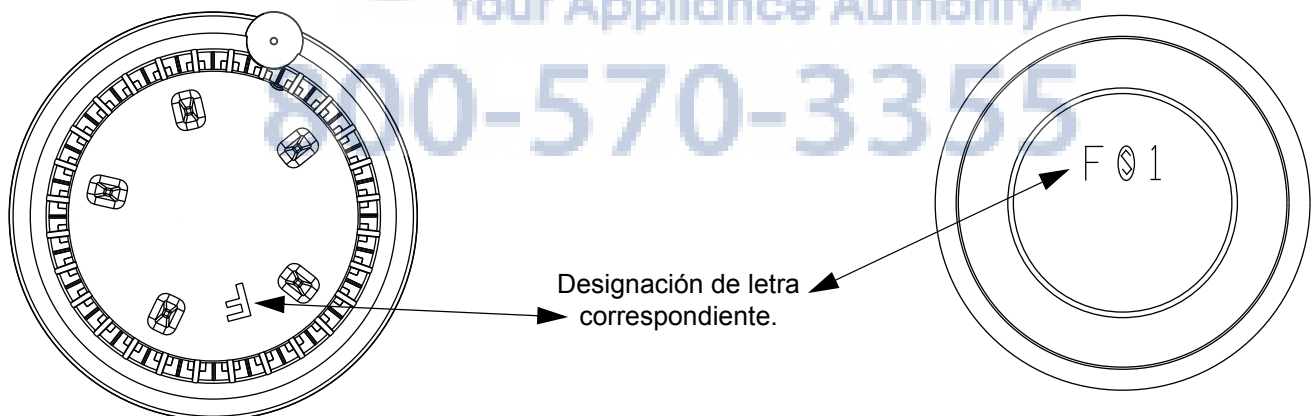 Your Appliance Authority™
800-570-3355
F 1
Designación de letra
correspondiente.
F